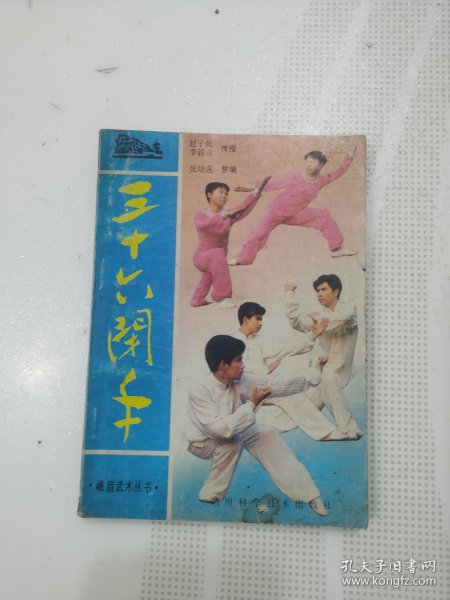 赵子虬
李毅立 传授
张培莲 整编
三十六闭手
·峨眉武术丛书·
四川科学技术出版社
孔夫子旧书网
www.kongfz.com